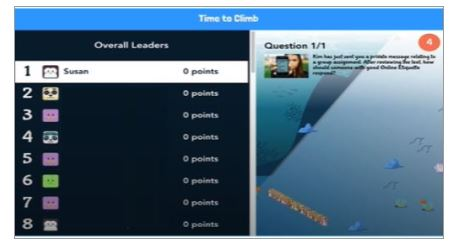 Time to Climb
Overall Leaders
1 Susan 0 points
2 0 points
3 0 points
4 0 points
5 0 points
6 0 points
7 0 points
8 0 points
Question 1/1
4
Kim has just sent you a private message relating to
a group assignment. After reviewing the text, how
should someone with good Online Etiquette
respond?